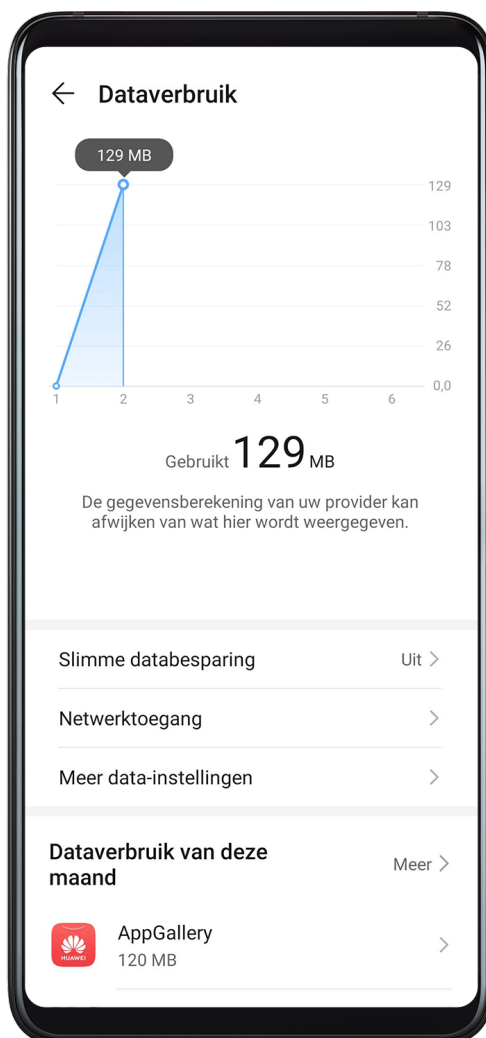 Dataverbruik
129 MB
129
103
78
52
26
0,0
1 2 3 4 5 6
Gebruikt 129 MB
De gegevensberekening van uw provider kan
afwijken van wat hier wordt weergegeven.
Slimme databesparing Uit
Netwerktoegang
Meer data-instellingen
Dataverbruik van deze
maand
Meer
HUAWEI
AppGallery
120 MB